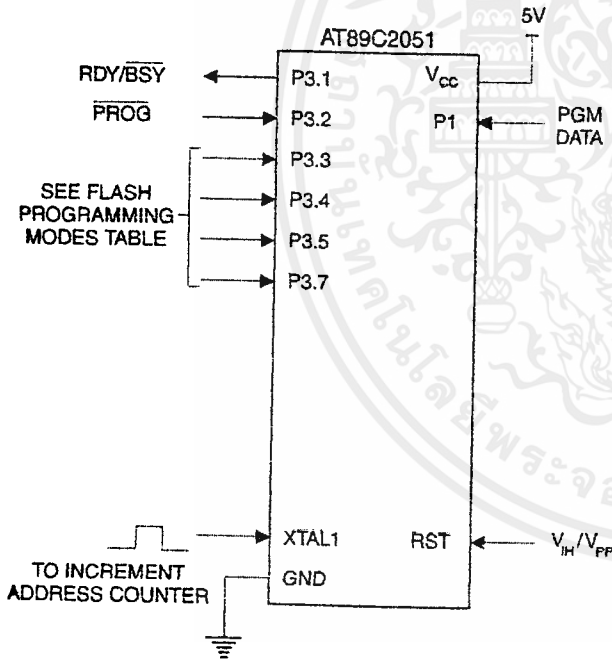 AT89C2051
5V
RDY/BSY
P3.1
VCC
PROG
P3.2
P1
PGM
DATA
P3.3
SEE FLASH
PROGRAMMING
MODES TABLE
P3.4
P3.5
P3.7
XTAL1
RST
VIH/VPP
TO INCREMENT
ADDRESS COUNTER
GND